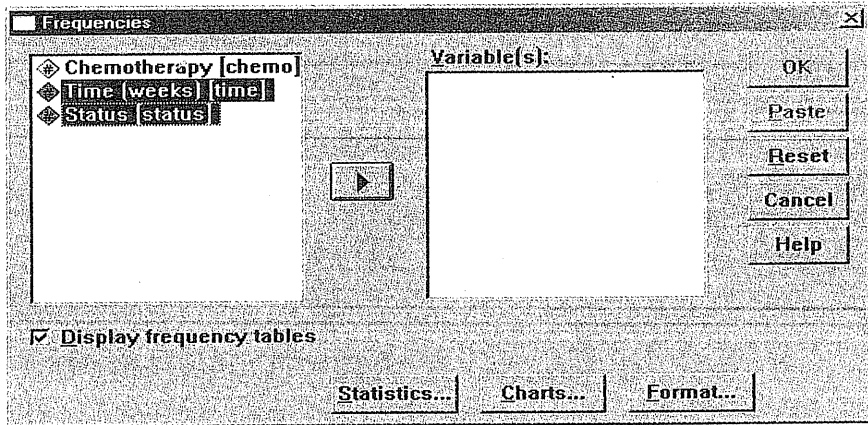 Frequencies
Chemotherapy [chemo]
Time (weeks) [time]
Status [status]
Variable(s):
OK
Paste
Reset
Cancel
Help
Display frequency tables
Statistics...
Charts...
Format...